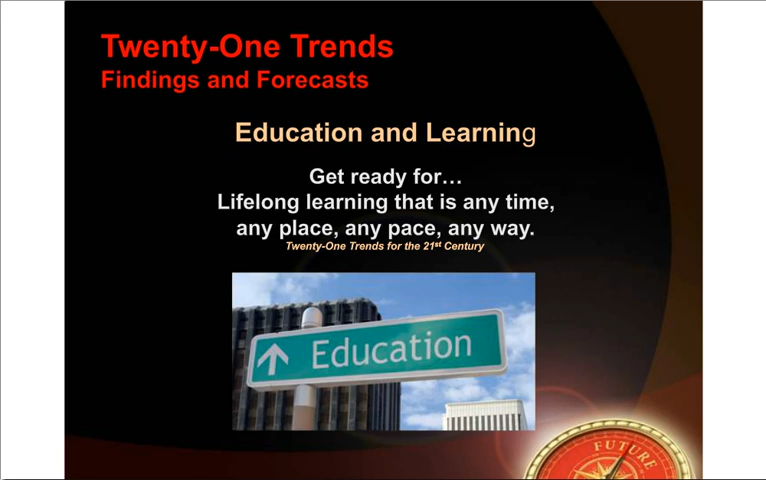 Twenty-One Trends
Findings and Forecasts
Education and Learning
Get ready for…
Lifelong learning that is any time,
any place, any pace, any way.
Twenty-One Trends for the 21st Century
Education
FUTURE